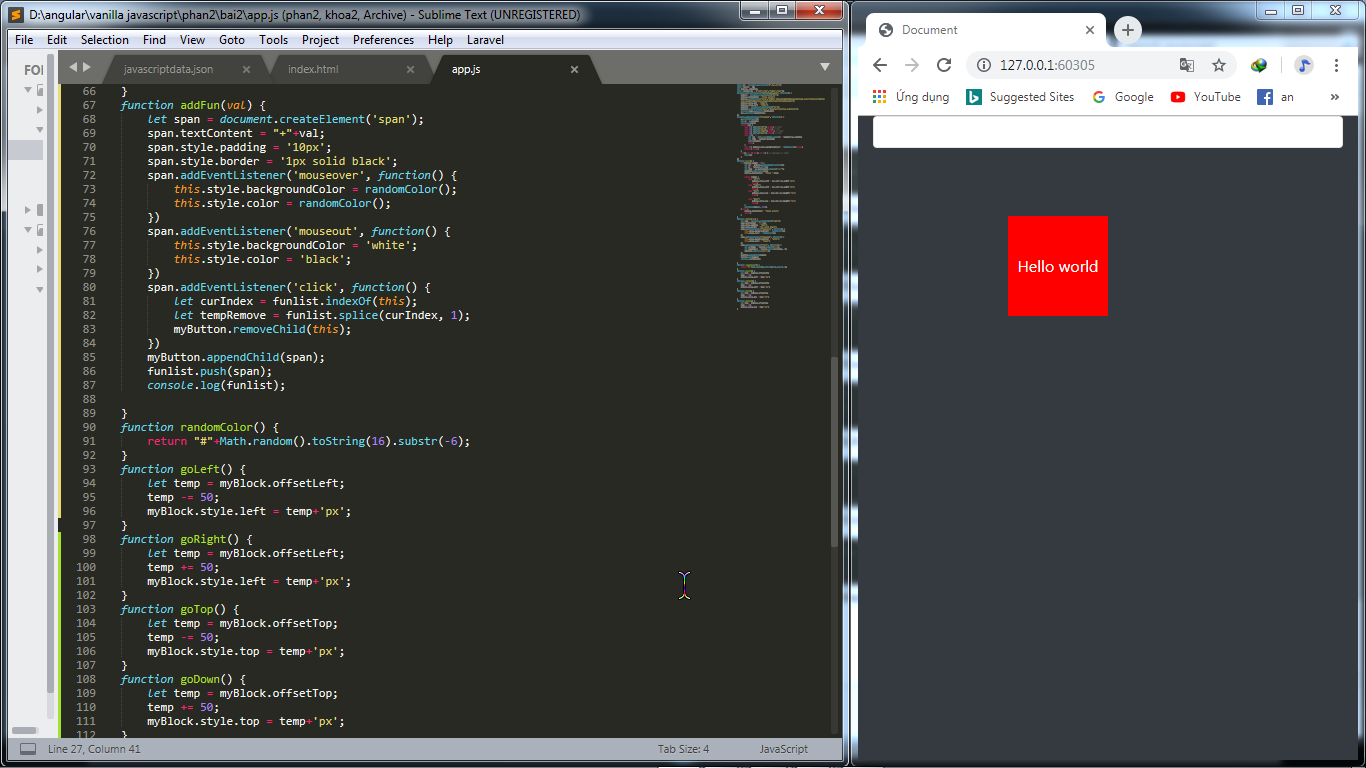 D:\angular\vanilla javascript\phan2\bai2\app.js (phan2, khoa2, Archive) - Sublime Text (UNREGISTERED)
File Edit Selection Find View Goto Tools Project Preferences Help Laravel
FOL
javascriptdata.json index.html app.js
66 }
67 function addFun(val) {
68 let span = document.createElement('span');
69 span.textContent = "+"+val;
70 span.style.padding = '10px';
71 span.style.border = '1px solid black';
72 span.addEventListener('mouseover', function() {
73 this.style.backgroundColor = randomColor();
74 this.style.color = randomColor();
75 })
76 span.addEventListener('mouseout', function() {
77 this.style.backgroundColor = 'white';
78 this.style.color = 'black';
79 })
80 span.addEventListener('click', function() {
81 let curIndex = funlist.indexOf(this);
82 let tempRemove = funlist.splice(curIndex, 1);
83 myButton.removeChild(this);
84 })
85 myButton.appendChild(span);
86 funlist.push(span);
87 console.log(funlist);
88
89 }
90 function randomColor() {
91 return "#"+Math.random().toString(16).substr(-6);
92 }
93 function goLeft() {
94 let temp = myBlock.offsetLeft;
95 temp -= 50;
96 myBlock.style.left = temp+'px';
97 }
98 function goRight() {
99 let temp = myBlock.offsetLeft;
100 temp += 50;
101 myBlock.style.left = temp+'px';
102 }
103 function goTop() {
104 let temp = myBlock.offsetTop;
105 temp -= 50;
106 myBlock.style.top = temp+'px';
107 }
108 function goDown() {
109 let temp = myBlock.offsetTop;
110 temp += 50;
111 myBlock.style.top = temp+'px';
112 }
Line 27, Column 41 Tab Size: 4 JavaScript
Document
127.0.0.1:60305
Ứng dụng Suggested Sites Google YouTube an »
Hello world